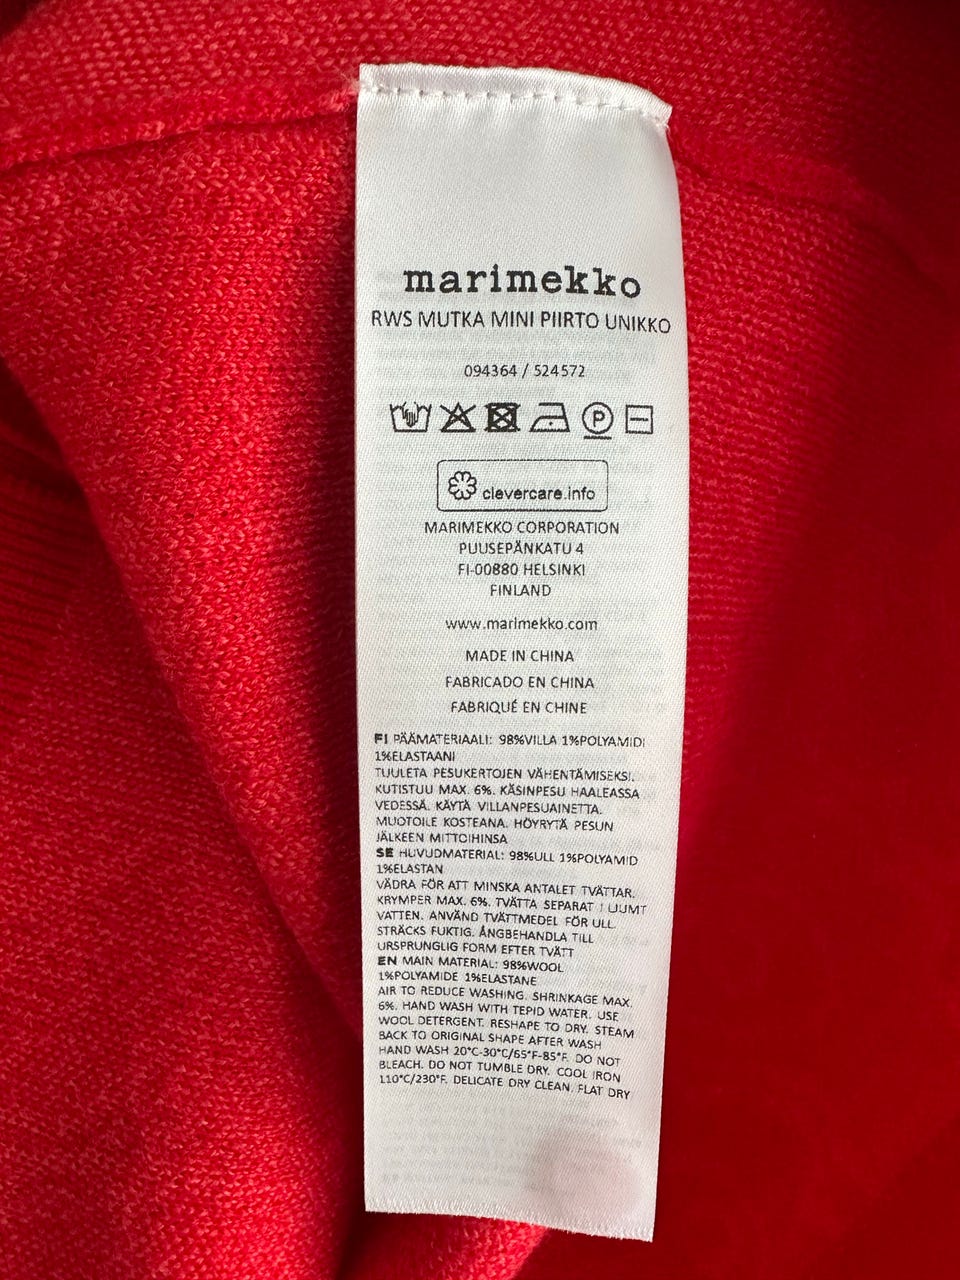 marimekko
RWS MUTKA MINI PIIRTO UNIKKO
094364 / 524572
P
clevercare.info
MARIMEKKO CORPORATION
PUUSEPÄNKATU 4
FI-00880 HELSINKI
FINLAND
www.marimekko.com
MADE IN CHINA
FABRICADO EN CHINA
FABRIQUÉ EN CHINE
FI PÄÄMATERIAALI: 98%VILLA 1%POLYAMIDI
1%ELASTAANI
TUULETA PESUKERTOJEN VÄHENTÄMISEKSI.
KUTISTUU MAX. 6%. KÄSINPESU HAALEASSA
VEDESSÄ. KÄYTÄ VILLANPESUAINETTA.
MUOTOILE KOSTEANA. HÖYRYTÄ PESUN
JÄLKEEN MITTOIHINSA
SE HUVUDMATERIAL: 98%ULL 1%POLYAMID
1%ELASTAN
VÄDRA FÖR ATT MINSKA ANTALET TVÄTTAR.
KRYMPER MAX. 6%. TVÄTTA SEPARAT I LJUMT
VATTEN. ANVÄND TVÄTTMEDEL FÖR ULL.
STRÄCKS FUKTIG. ÅNGBEHANDLA TILL
URSPRUNGLIG FORM EFTER TVÄTT
EN MAIN MATERIAL: 98%WOOL
1%POLYAMIDE 1%ELASTANE
AIR TO REDUCE WASHING. SHRINKAGE MAX.
6%. HAND WASH WITH TEPID WATER. USE
WOOL DETERGENT. RESHAPE TO DRY. STEAM
BACK TO ORIGINAL SHAPE AFTER WASH
HAND WASH 20°C-30°C/65°F-85°F. DO NOT
BLEACH. DO NOT TUMBLE DRY. COOL IRON
110°C/230°F. DELICATE DRY CLEAN. FLAT DRY